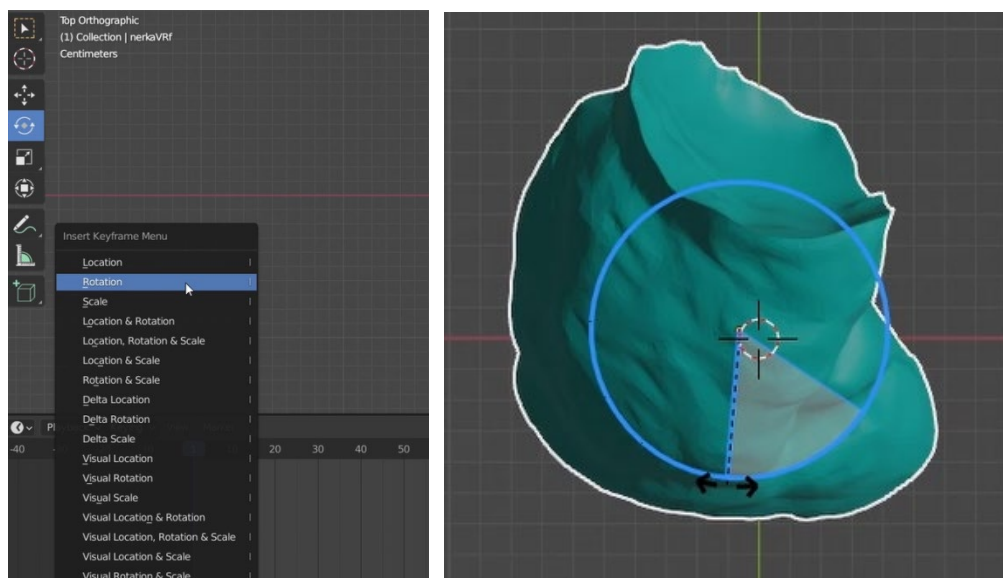 Top Orthographic
(1) Collection | nerkaVRf
Centimeters
Insert Keyframe Menu
Location I
Rotation I
Scale I
Location & Rotation I
Location, Rotation & Scale I
Location & Scale I
Rotation & Scale I
Delta Location I
Delta Rotation I
Delta Scale I
Visual Location I
Visual Rotation I
Visual Scale I
Visual Location & Rotation I
Visual Location, Rotation & Scale I
Visual Location & Scale I
Visual Rotation & Scale I
-40 20 30 40 50